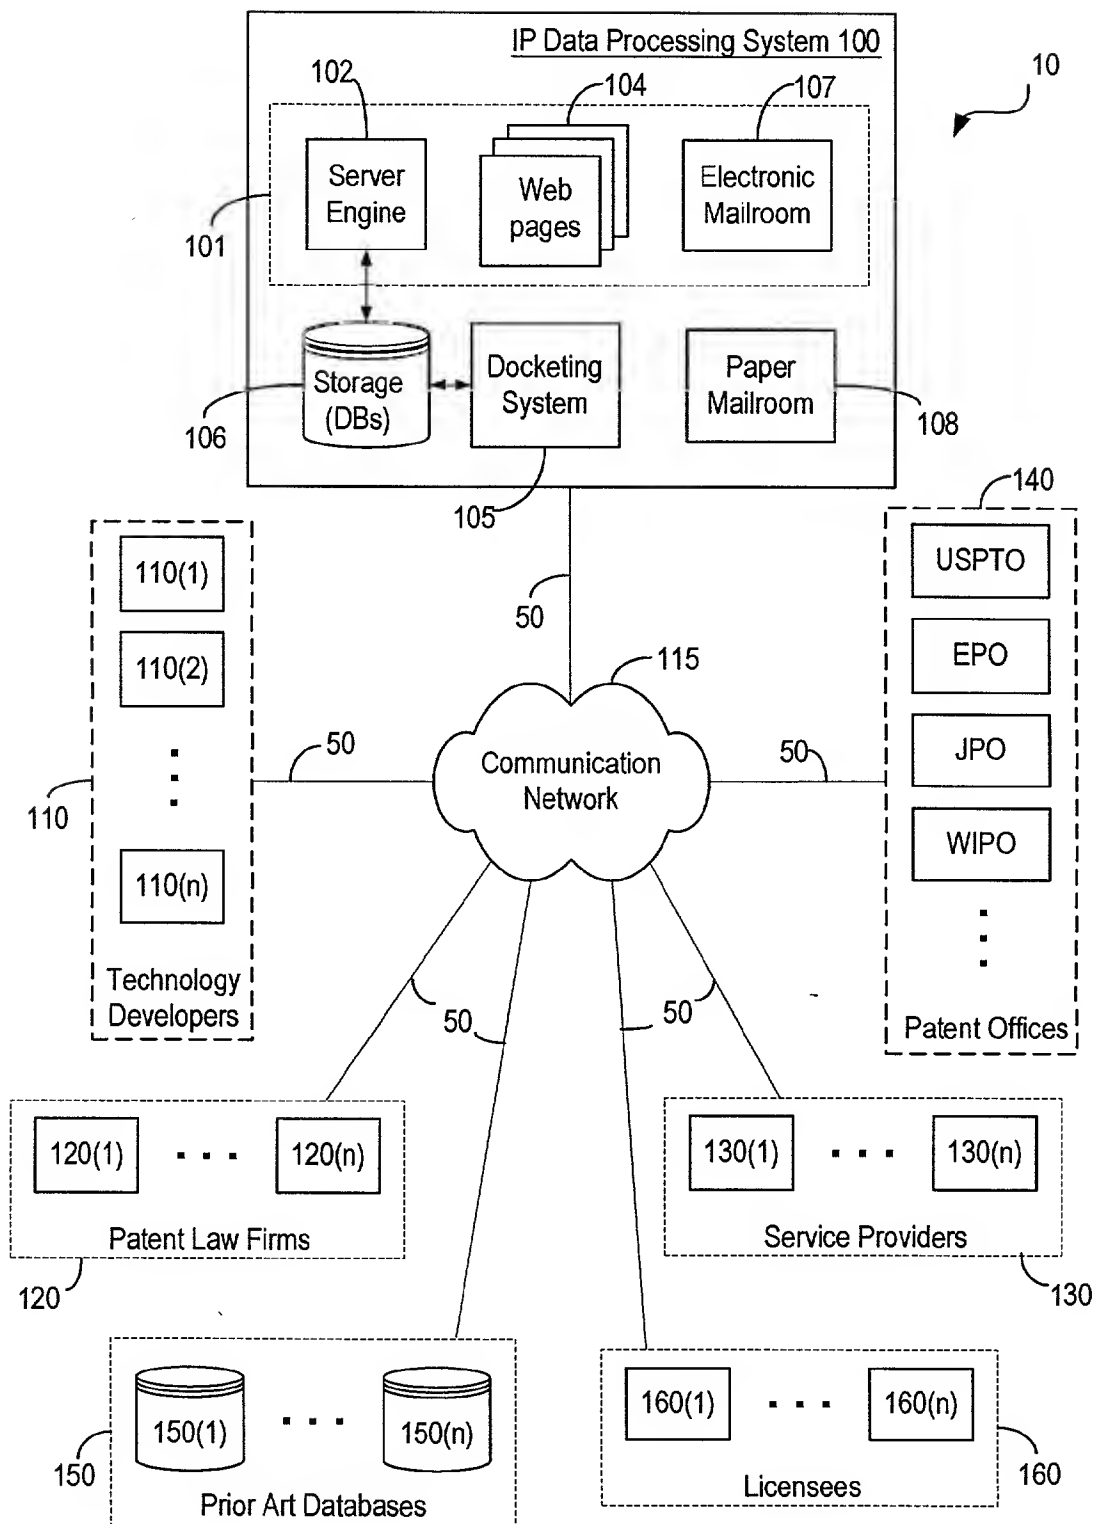 IP Data Processing System 100
10
102
104
107
Server
Engine
Web
pages
Electronic
Mailroom
101
Storage
(DBs)
Docketing
System
Paper
Mailroom
106
108
105
140
110(1)
110(2)
110(n)
Technology
Developers
110
50
115
Communication
Network
50
50
USPTO
EPO
JPO
WIPO
Patent Offices
50
50
120(1)
120(n)
Patent Law Firms
120
130(1)
130(n)
Service Providers
130
150(1)
150(n)
Prior Art Databases
150
160(1)
160(n)
Licensees
160